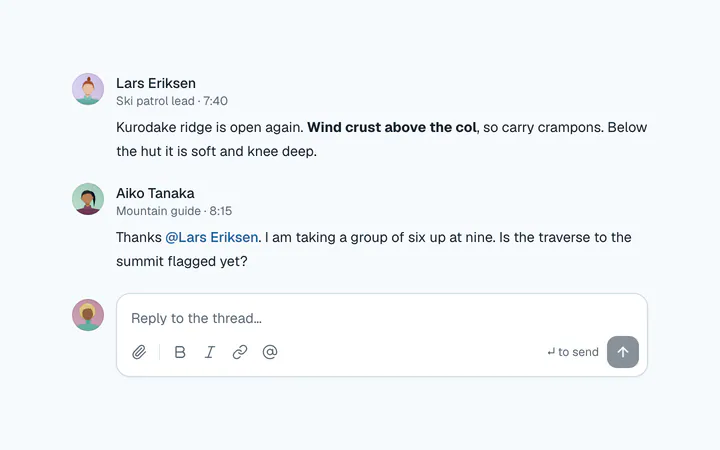 Lars Eriksen
Ski patrol lead · 7:40
Kurodake ridge is open again. Wind crust above the col, so carry crampons. Below
the hut it is soft and knee deep.
Aiko Tanaka
Mountain guide · 8:15
Thanks @Lars Eriksen. I am taking a group of six up at nine. Is the traverse to the
summit flagged yet?
Reply to the thread...
B I @ ↵ to send